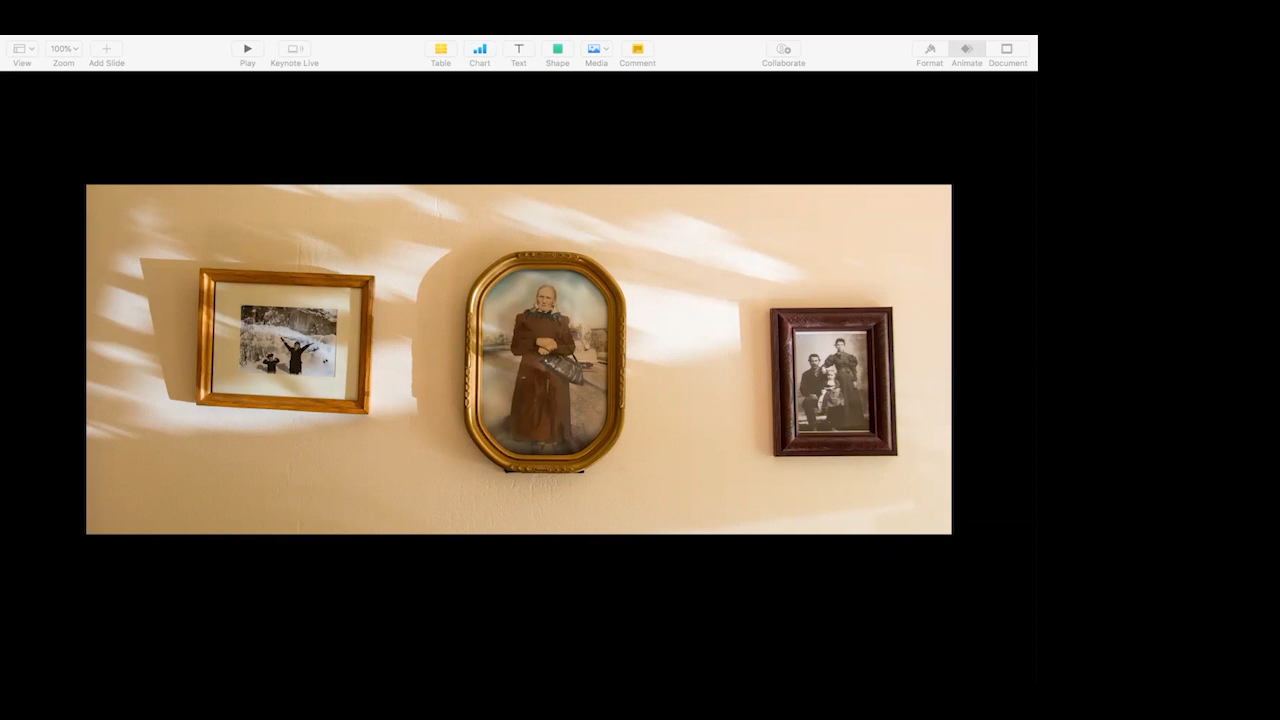 View
100%
Zoom
Add Slide
Play
Keynote Live
Table
Chart
Text
Shape
Media
Comment
Collaborate
Format
Animate
Document